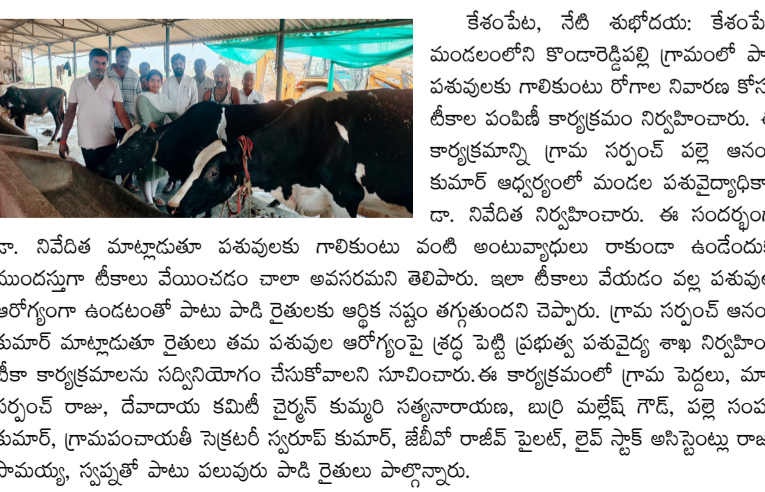 కేశంపేట, నేటి శుభోదయ: కేశంపే
మండలంలోని కొండారెడ్డిపల్లి గ్రామంలో పా
పశువులకు గాలికుంటు రోగాల నివారణ కోస
టీకాల పంపిణీ కార్యక్రమం నిర్వహించారు. ఈ
కార్యక్రమాన్ని గ్రామ సర్పంచ్ పల్లె ఆనం
కుమార్ ఆధ్వర్యంలో మండల పశువైద్యాధికా
డా. నివేదిత నిర్వహించారు. ఈ సందర్భంగ
డా. నివేదిత మాట్లాడుతూ పశువులకు గాలికుంటు వంటి అంటువ్యాధులు రాకుండా ఉండేందుక
ముందస్తుగా టీకాలు వేయించడం చాలా అవసరమని తెలిపారు. ఇలా టీకాలు వేయడం వల్ల పశువుల
ఆరోగ్యంగా ఉండటంతో పాటు పాడి రైతులకు ఆర్థిక నష్టం తగ్గుతుందని చెప్పారు. గ్రామ సర్పంచ్ ఆనం
కుమార్ మాట్లాడుతూ రైతులు తమ పశువుల ఆరోగ్యంపై శ్రద్ధ పెట్టి ప్రభుత్వ పశువైద్య శాఖ నిర్వహిం
టీకా కార్యక్రమాలను సద్వినియోగం చేసుకోవాలని సూచించారు.ఈ కార్యక్రమంలో గ్రామ పెద్దలు, మా
సర్పంచ్ రాజు, దేవాదాయ కమిటీ చైర్మన్ కుమ్మరి సత్యనారాయణ, బుర్రి మల్లేష్ గౌడ్, పల్లె సంప
కుమార్, గ్రామపంచాయతీ సెక్రటరీ స్వరూప్ కుమార్, జేబీవో రాజీవ్ పైలట్, లైవ్ స్టాక్ అసిస్టెంట్లు రాజ
సామయ్య, స్వప్నతో పాటు పలువురు పాడి రైతులు పాల్గొన్నారు.